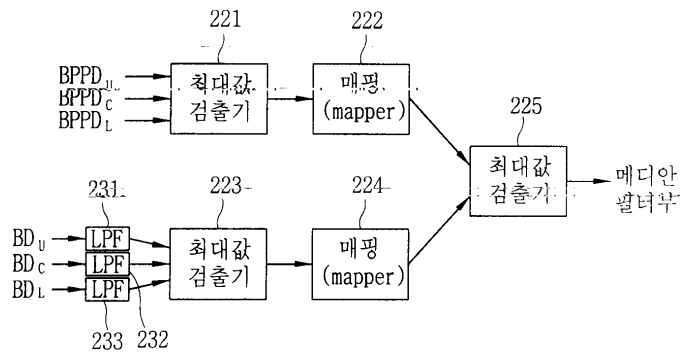 221
222
BPPD_U
BPPD_C
BPPD_L
최대값
검출기
매핑
(mapper)
225
최대값
검출기
메디안
필터부
231
223
224
BD_U
LPF
BD_C
LPF
BD_L
LPF
최대값
검출기
매핑
(mapper)
233
232